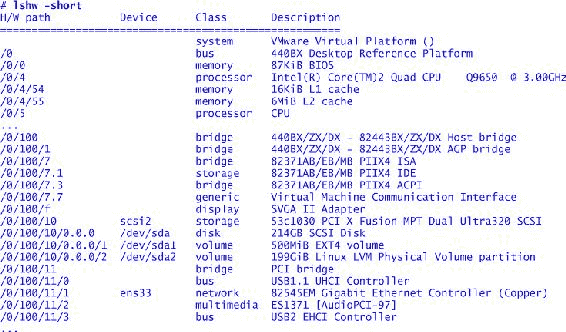 # lshw -short
H/W path Device Class Description
====================================================
system VMware Virtual Platform ()
/0 bus 440BX Desktop Reference Platform
/0/0 memory 87KiB BIOS
/0/4 processor Intel(R) Core(TM)2 Quad CPU Q9650 @ 3.00GHz
/0/4/54 memory 16KiB L1 cache
/0/4/55 memory 6MiB L2 cache
/0/5 processor CPU
...
/0/100 bridge 440BX/ZX/DX - 82443BX/ZX/DX Host bridge
/0/100/1 bridge 440BX/ZX/DX - 82443BX/ZX/DX AGP bridge
/0/100/7 bridge 82371AB/EB/MB PIIX4 ISA
/0/100/7.1 storage 82371AB/EB/MB PIIX4 IDE
/0/100/7.3 bridge 82371AB/EB/MB PIIX4 ACPI
/0/100/7.7 generic Virtual Machine Communication Interface
/0/100/f display SVGA II Adapter
/0/100/10 scsi2 storage 53c1030 PCI X Fusion MPT Dual Ultra320 SCSI
/0/100/10/0.0.0 /dev/sda disk 214GB SCSI Disk
/0/100/10/0.0.0/1 /dev/sda1 volume 500MiB EXT4 volume
/0/100/10/0.0.0/2 /dev/sda2 volume 199GiB Linux LVM Physical Volume partition
/0/100/11 bridge PCI bridge
/0/100/11/0 bus USB1.1 UHCI Controller
/0/100/11/1 ens33 network 82545EM Gigabit Ethernet Controller (Copper)
/0/100/11/2 multimedia ES1371 [AudioPCI-97]
/0/100/11/3 bus USB2 EHCI Controller
...